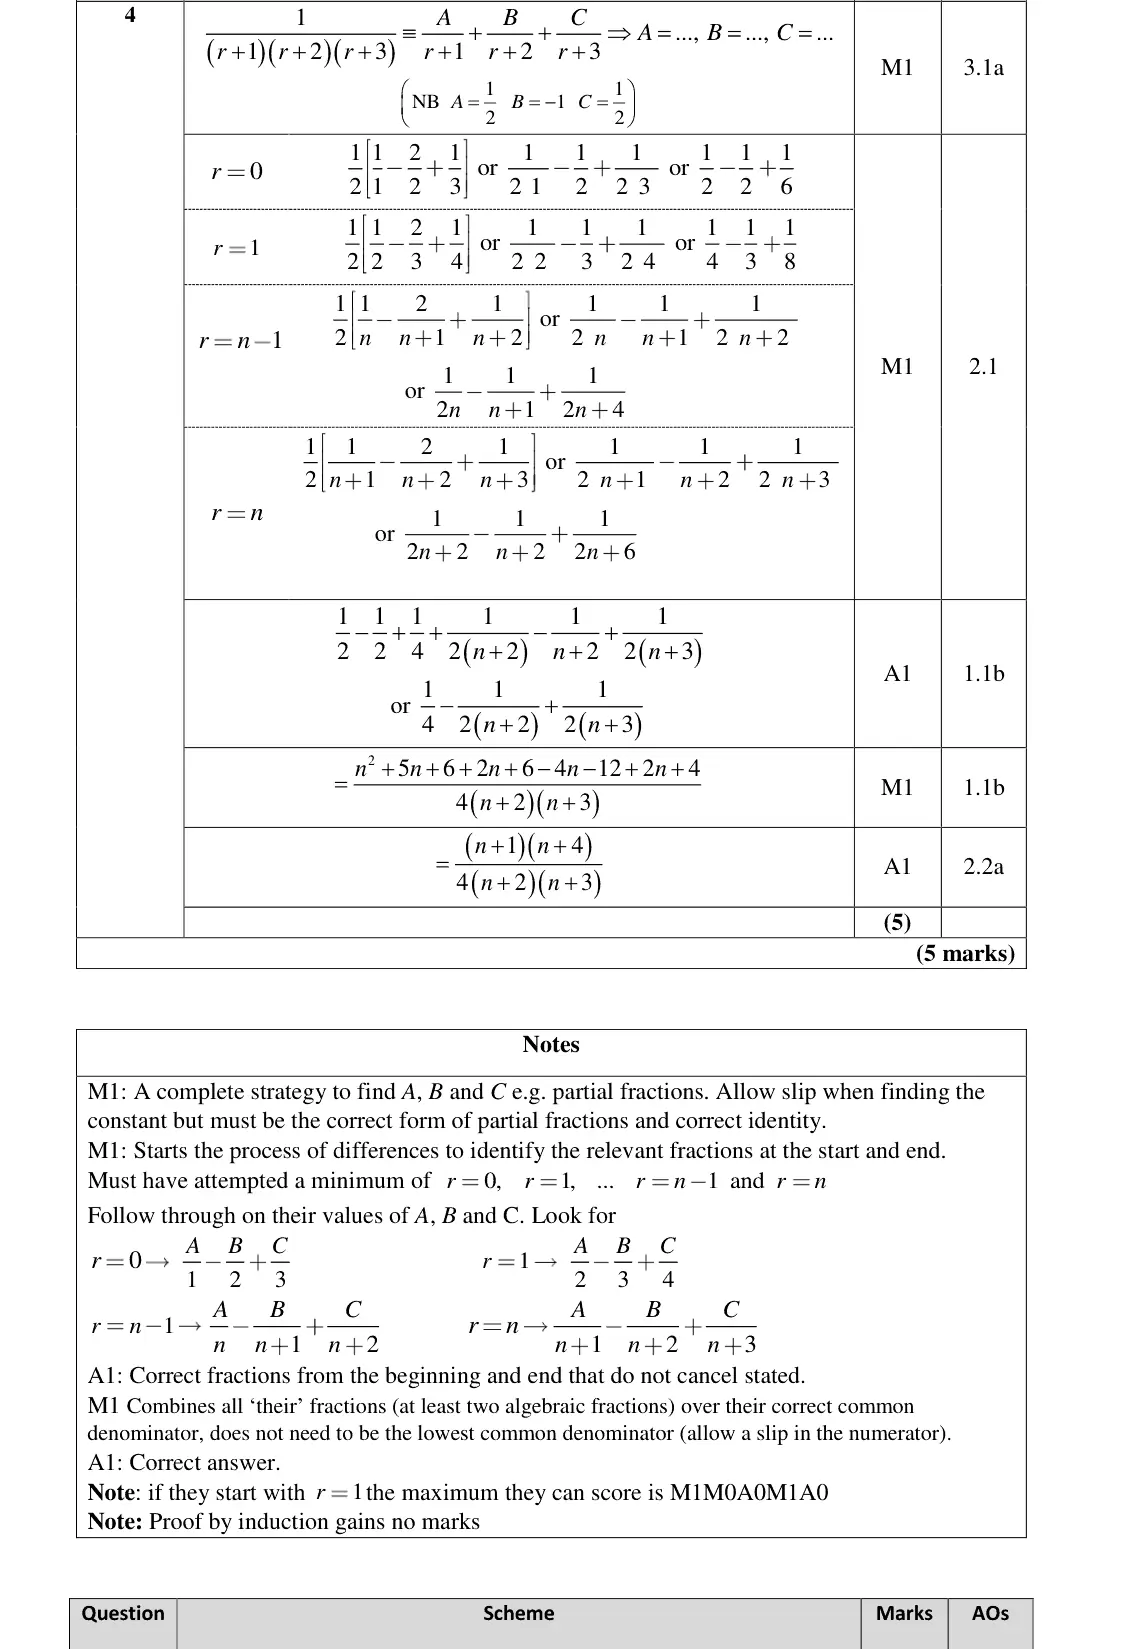 4 1/((r+1)(r+2)(r+3)) ≡ A/(r+1) + B/(r+2) + C/(r+3) ⇒ A = ..., B = ..., C = ... M1 3.1a
(NB A = 1/2 B = −1 C = 1/2)
r = 0 1/2[1/1 − 2/2 + 1/3] or 1/(2 1) − 1/2 + 1/(2 3) or 1/2 − 1/2 + 1/6
r = 1 1/2[1/2 − 2/3 + 1/4] or 1/(2 2) − 1/3 + 1/(2 4) or 1/4 − 1/3 + 1/8
r = n − 1 1/2[1/n − 2/(n+1) + 1/(n+2)] or 1/(2 n) − 1/(n+1) + 1/(2 n+2)
or 1/(2n) − 1/(n+1) + 1/(2n+4) M1 2.1
r = n 1/2[1/(n+1) − 2/(n+2) + 1/(n+3)] or 1/(2 n+1) − 1/(n+2) + 1/(2 n+3)
or 1/(2n+2) − 1/(n+2) + 1/(2n+6)
1/2 − 1/2 + 1/4 + 1/(2(n+2)) − 1/(n+2) + 1/(2(n+3)) A1 1.1b
or 1/4 − 1/(2(n+2)) + 1/(2(n+3))
= (n² + 5n + 6 + 2n + 6 − 4n − 12 + 2n + 4)/(4(n+2)(n+3)) M1 1.1b
= ((n+1)(n+4))/(4(n+2)(n+3)) A1 2.2a
(5)
(5 marks)
Notes
M1: A complete strategy to find A, B and C e.g. partial fractions. Allow slip when finding the
constant but must be the correct form of partial fractions and correct identity.
M1: Starts the process of differences to identify the relevant fractions at the start and end.
Must have attempted a minimum of r = 0, r = 1, ... r = n − 1 and r = n
Follow through on their values of A, B and C. Look for
r = 0 → A/1 − B/2 + C/3 r = 1 → A/2 − B/3 + C/4
r = n − 1 → A/n − B/(n+1) + C/(n+2) r = n → A/(n+1) − B/(n+2) + C/(n+3)
A1: Correct fractions from the beginning and end that do not cancel stated.
M1 Combines all ‘their’ fractions (at least two algebraic fractions) over their correct common
denominator, does not need to be the lowest common denominator (allow a slip in the numerator).
A1: Correct answer.
Note: if they start with r = 1 the maximum they can score is M1M0A0M1A0
Note: Proof by induction gains no marks
Question Scheme Marks AOs